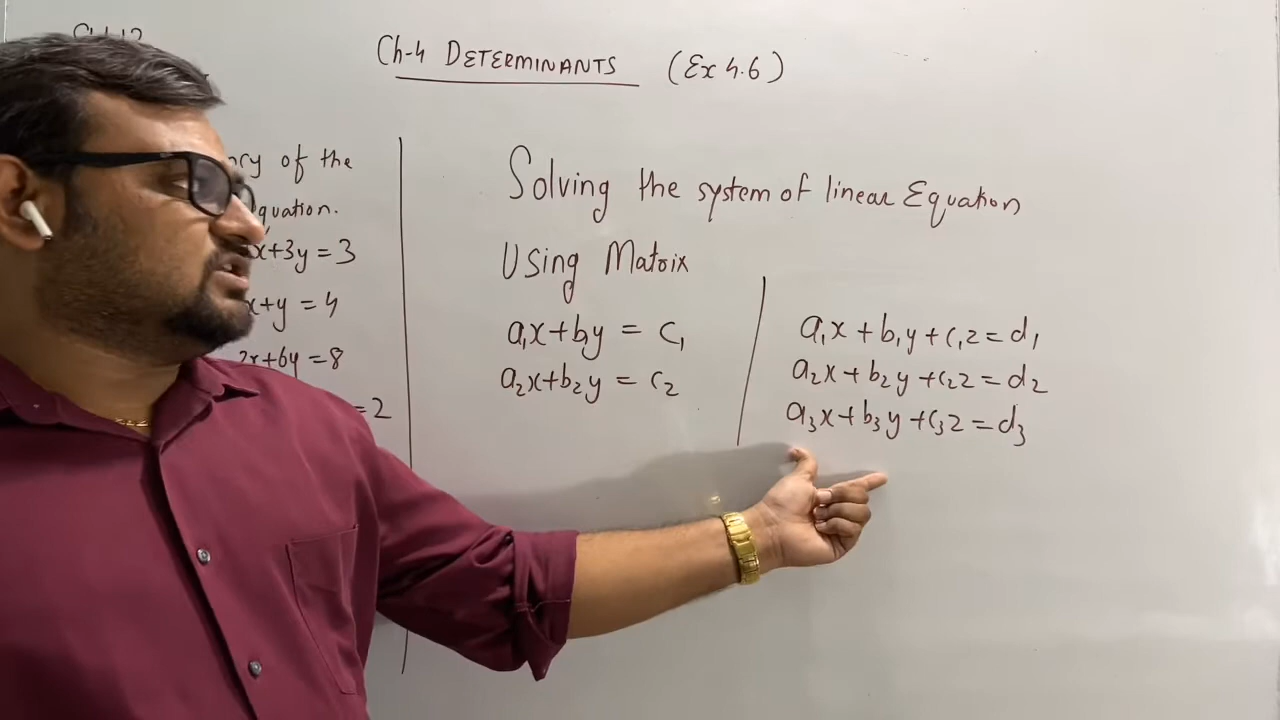 Ch-4 DETERMINANTS (Ex 4.6)
of the
x+3y = 3
x+y = 4
2x+6y = 8
=2
Solving the system of linear Equation
Using Matrix
a₁x+b₁y = c₁
a₂x+b₂y = c₂
a₁x+b₁y+c₁z=d₁
a₂x+b₂y+c₂z=d₂
a₃x+b₃y+c₃z=d₃